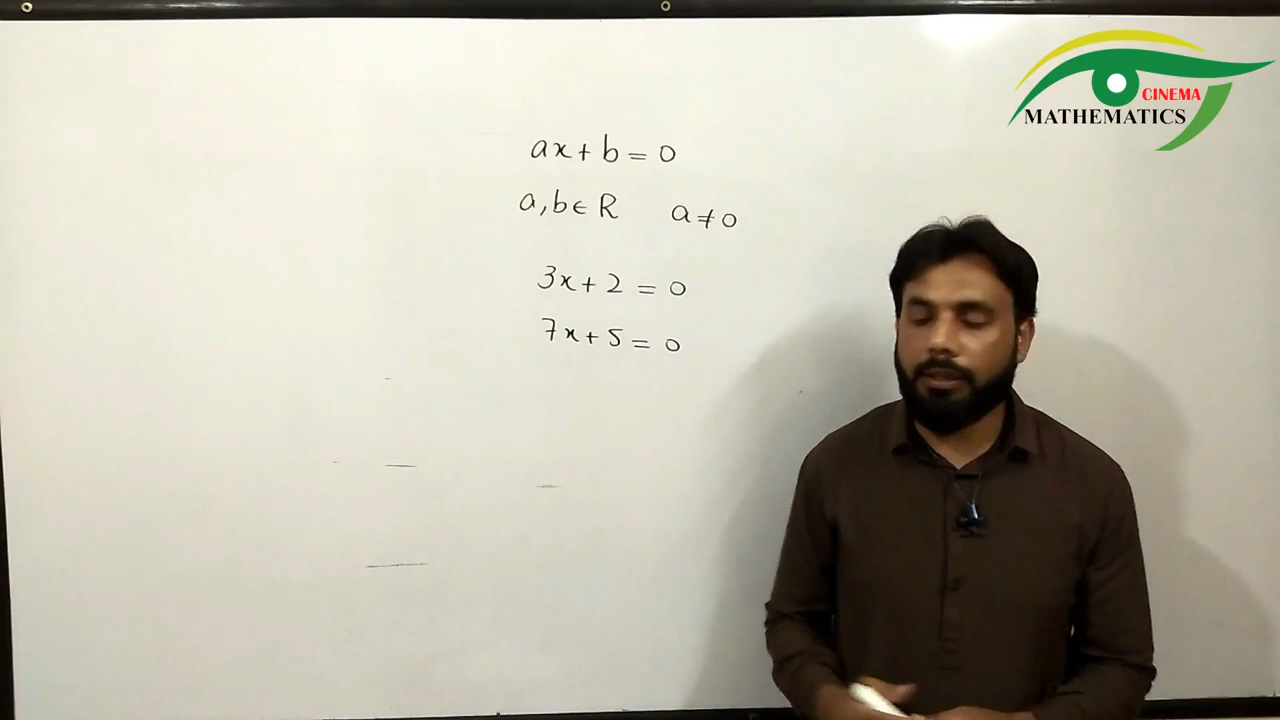 CINEMA
MATHEMATICS
ax + b = 0
a, b ∈ R a ≠ 0
3x + 2 = 0
7x + 5 = 0